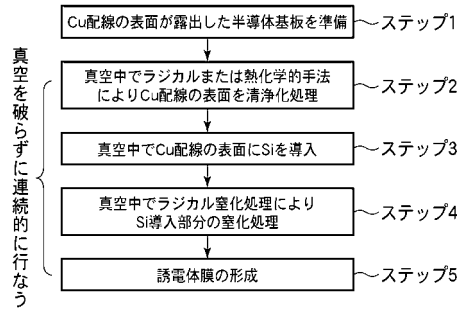 Cu配線の表面が露出した半導体基板を準備
ステップ1
真空中でラジカルまたは熱化学的手法
によりCu配線の表面を清浄化処理
ステップ2
真空中でCu配線の表面にSiを導入
ステップ3
真空中でラジカル窒化処理により
Si導入部分の窒化処理
ステップ4
誘電体膜の形成
ステップ5
真空を破らずに連続的に行なう